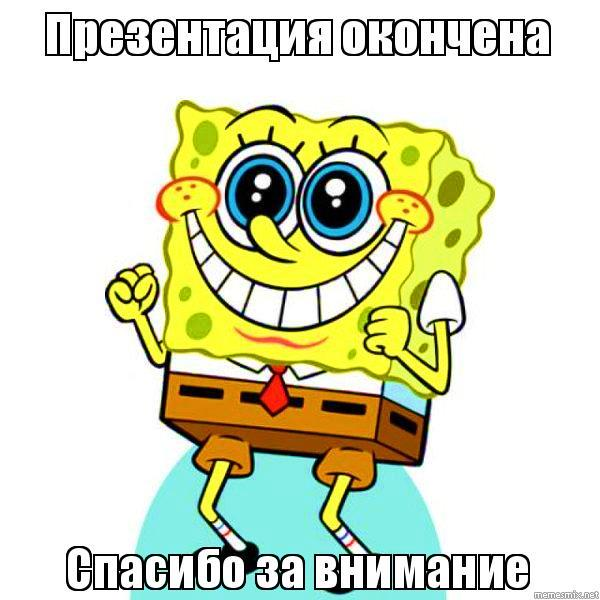 Презентация окончена
Спасибо за внимание
memesmix.net